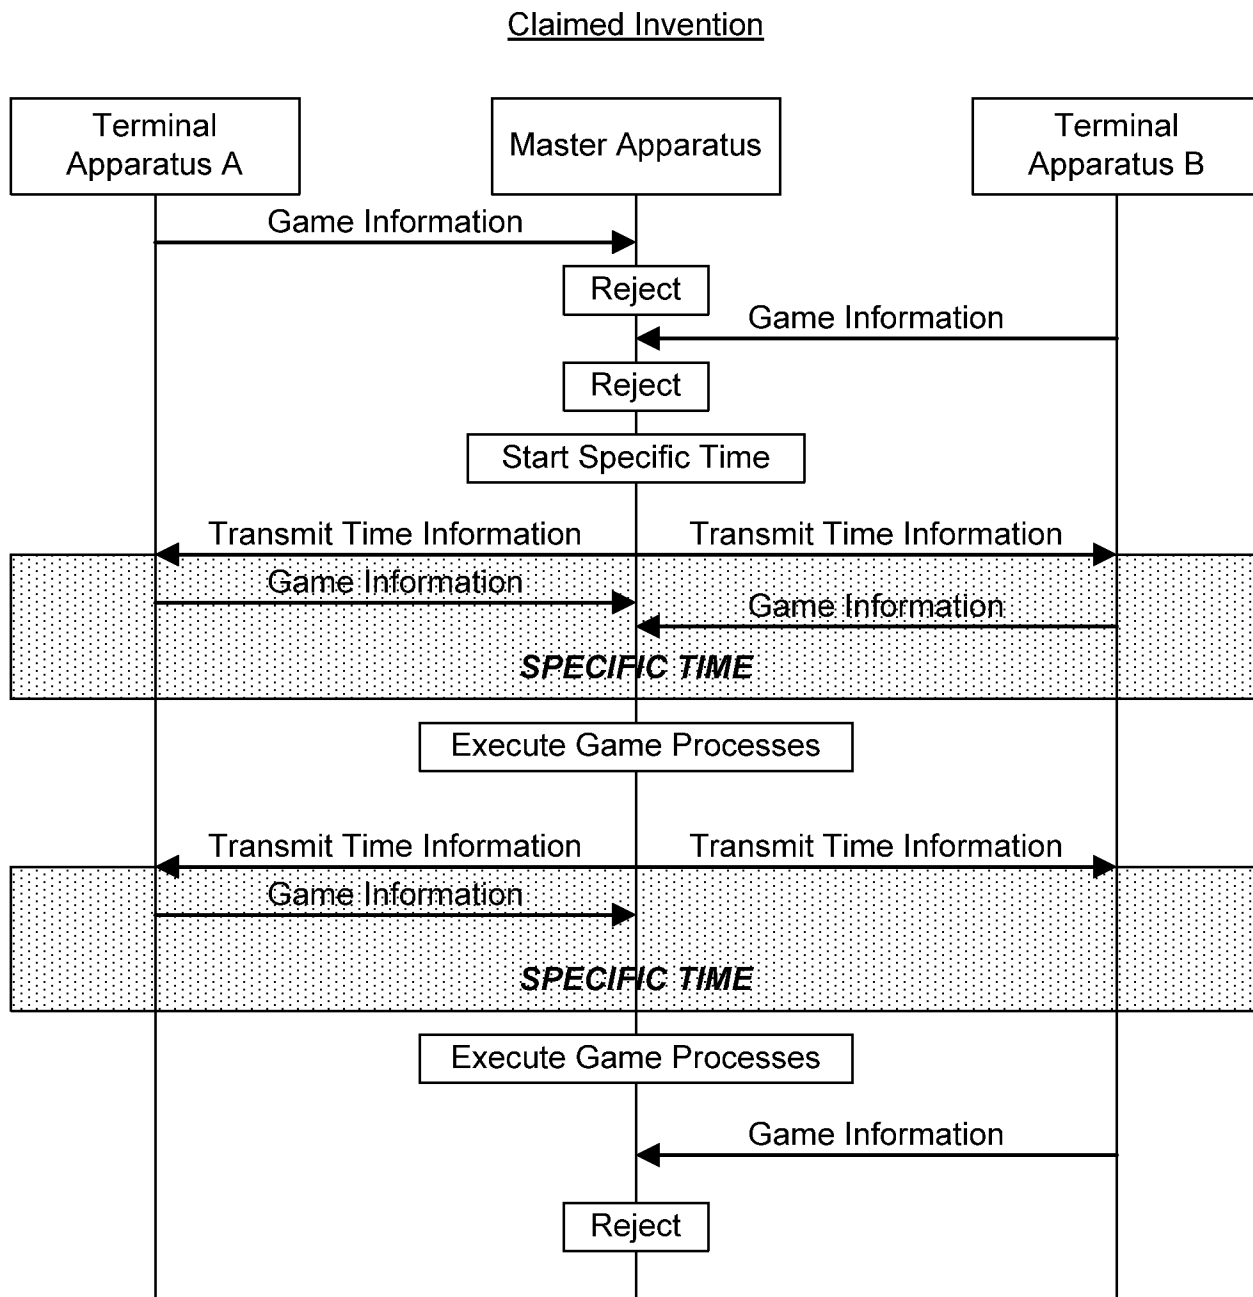 Claimed Invention
Terminal
Apparatus A
Master Apparatus
Terminal
Apparatus B
Game Information
Reject
Game Information
Reject
Start Specific Time
Transmit Time Information
Transmit Time Information
Game Information
Game Information
SPECIFIC TIME
Execute Game Processes
Transmit Time Information
Transmit Time Information
Game Information
SPECIFIC TIME
Execute Game Processes
Game Information
Reject